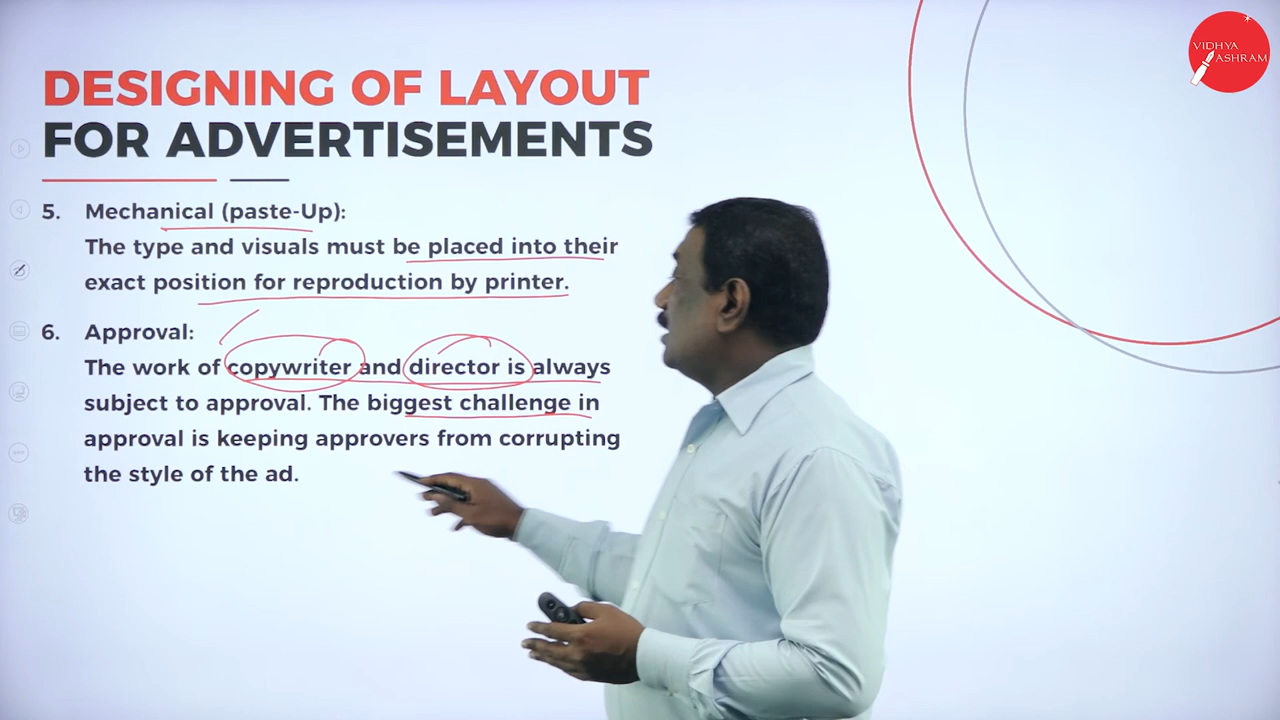 VIDHYA
ASHRAM
DESIGNING OF LAYOUT
FOR ADVERTISEMENTS
5. Mechanical (paste-Up):
The type and visuals must be placed into their
exact position for reproduction by printer.
6. Approval:
The work of copywriter and director is always
subject to approval. The biggest challenge in
approval is keeping approvers from corrupting
the style of the ad.